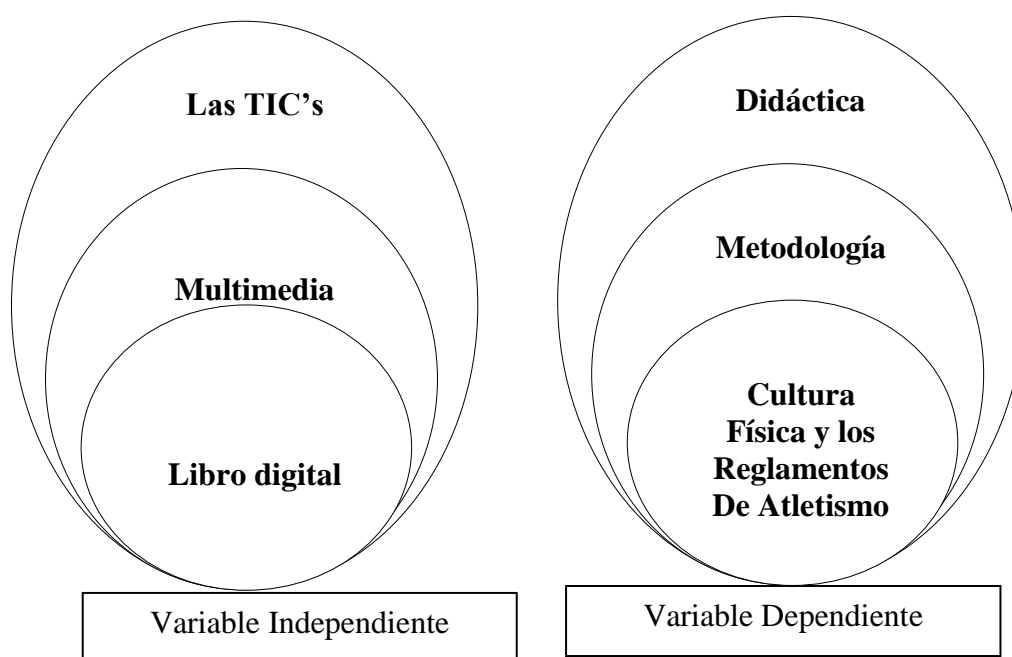 Las TIC’s
Multimedia
Libro digital
Variable Independiente
Didáctica
Metodología
Cultura
Física y los
Reglamentos
De Atletismo
Variable Dependiente